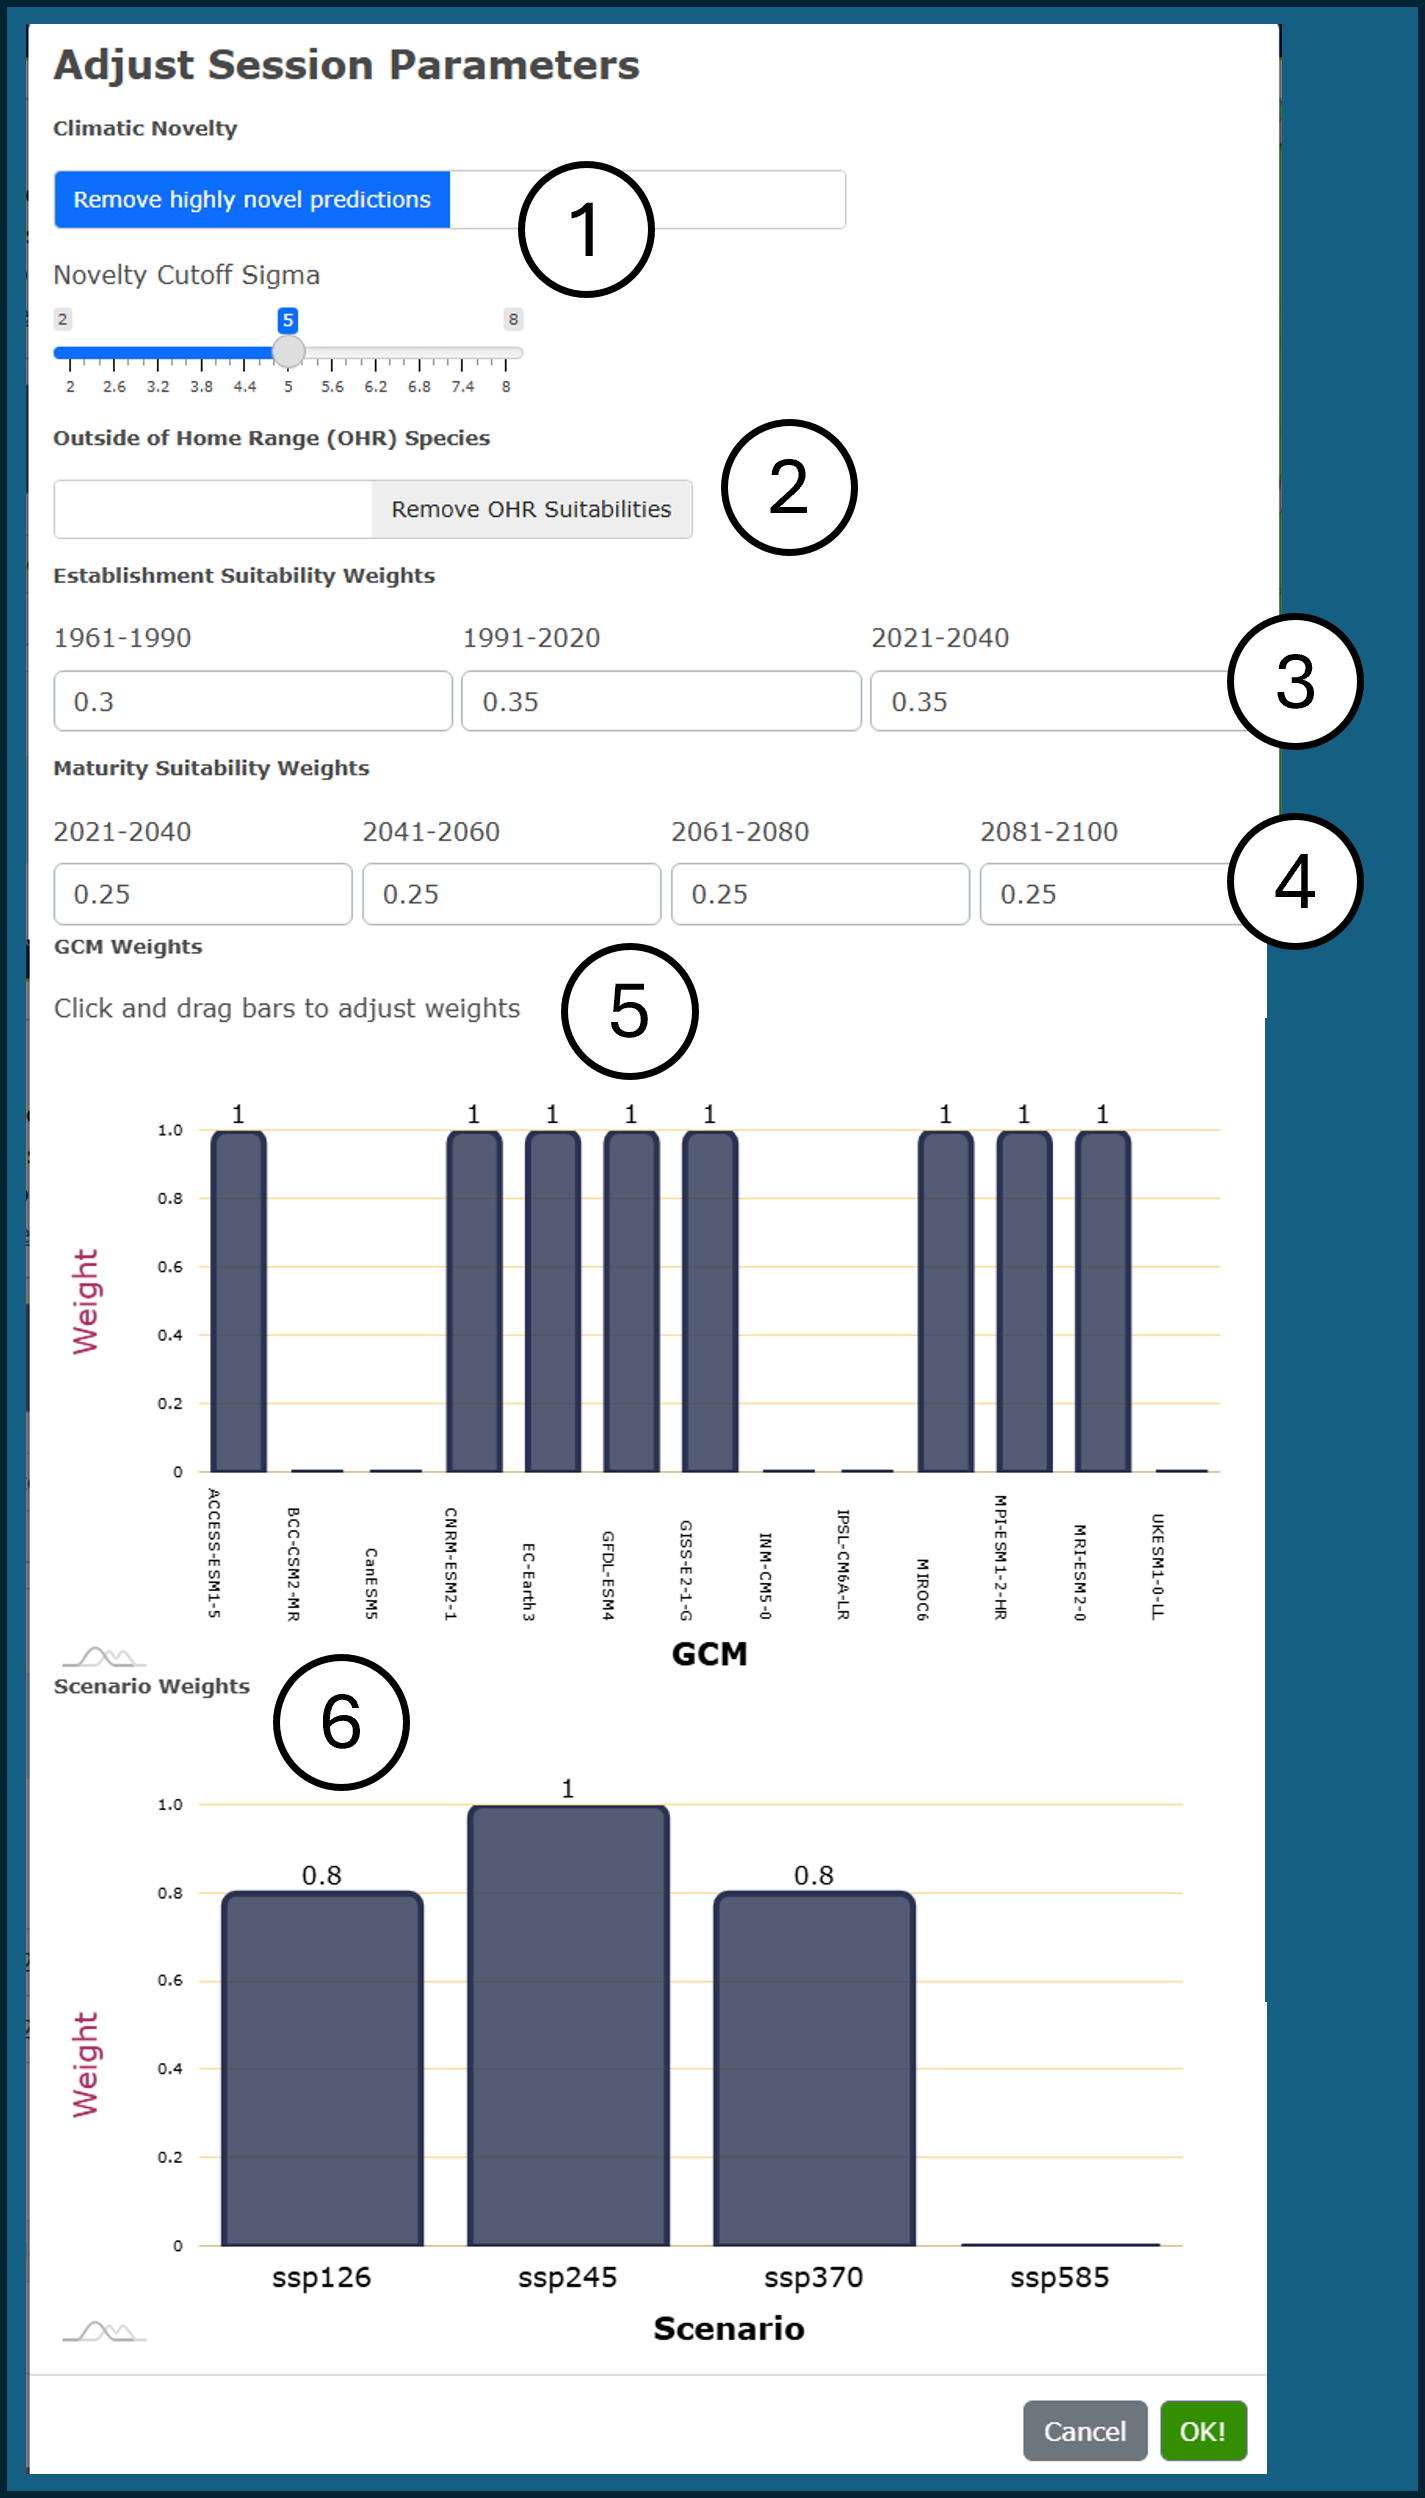 Adjust Session Parameters
Climatic Novelty
Remove highly novel predictions
1
Novelty Cutoff Sigma
2 5 8
2 2.6 3.2 3.8 4.4 5 5.6 6.2 6.8 7.4 8
Outside of Home Range (OHR) Species
2
Remove OHR Suitabilities
Establishment Suitability Weights
1961-1990 1991-2020 2021-2040
0.3 0.35 0.35
3
Maturity Suitability Weights
2021-2040 2041-2060 2061-2080 2081-2100
0.25 0.25 0.25 0.25
4
GCM Weights
Click and drag bars to adjust weights
5
1 1 1 1 1 1 1 1
1.0
0.8
0.6
0.4
0.2
0
Weight
ACCESS-ESM1-5
BCC-CSM2-MR
CanESM5
CNRM-ESM2-1
EC-Earth3
GFDL-ESM4
GISS-E2-1-G
INM-CM5-0
IPSL-CM6A-LR
MIROC6
MPI-ESM1-2-HR
MRI-ESM2-0
UKESM1-0-LL
GCM
Scenario Weights
6
0.8 1 0.8
1.0
0.8
0.6
0.4
0.2
0
Weight
ssp126 ssp245 ssp370 ssp585
Scenario
Cancel OK!